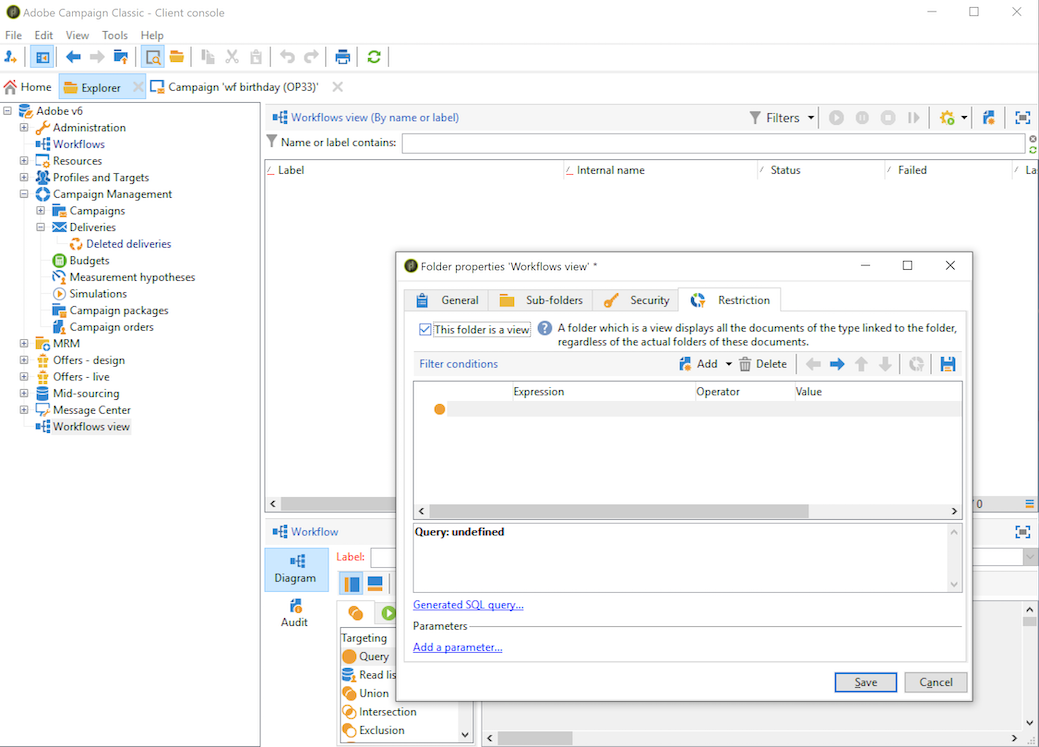 Adobe Campaign Classic - Client console
File Edit View Tools Help
Home Explorer Campaign 'wf birthday (OP33)'
Adobe v6
Administration
Workflows
Resources
Profiles and Targets
Campaign Management
Campaigns
Deliveries
Deleted deliveries
Budgets
Measurement hypotheses
Simulations
Campaign packages
Campaign orders
MRM
Offers - design
Offers - live
Mid-sourcing
Message Center
Workflows view
Workflows view (By name or label) Filters
Name or label contains:
Label Internal name Status Failed La
Folder properties 'Workflows view' *
General Sub-folders Security Restriction
This folder is a view
A folder which is a view displays all the documents of the type linked to the folder,
regardless of the actual folders of these documents.
Filter conditions Add Delete
Expression Operator Value
Query: undefined
Generated SQL query...
Parameters
Add a parameter...
Save Cancel
/ 0
Workflow
Diagram
Audit
Label:
Targeting
Query
Read lis
Union
Intersection
Exclusion